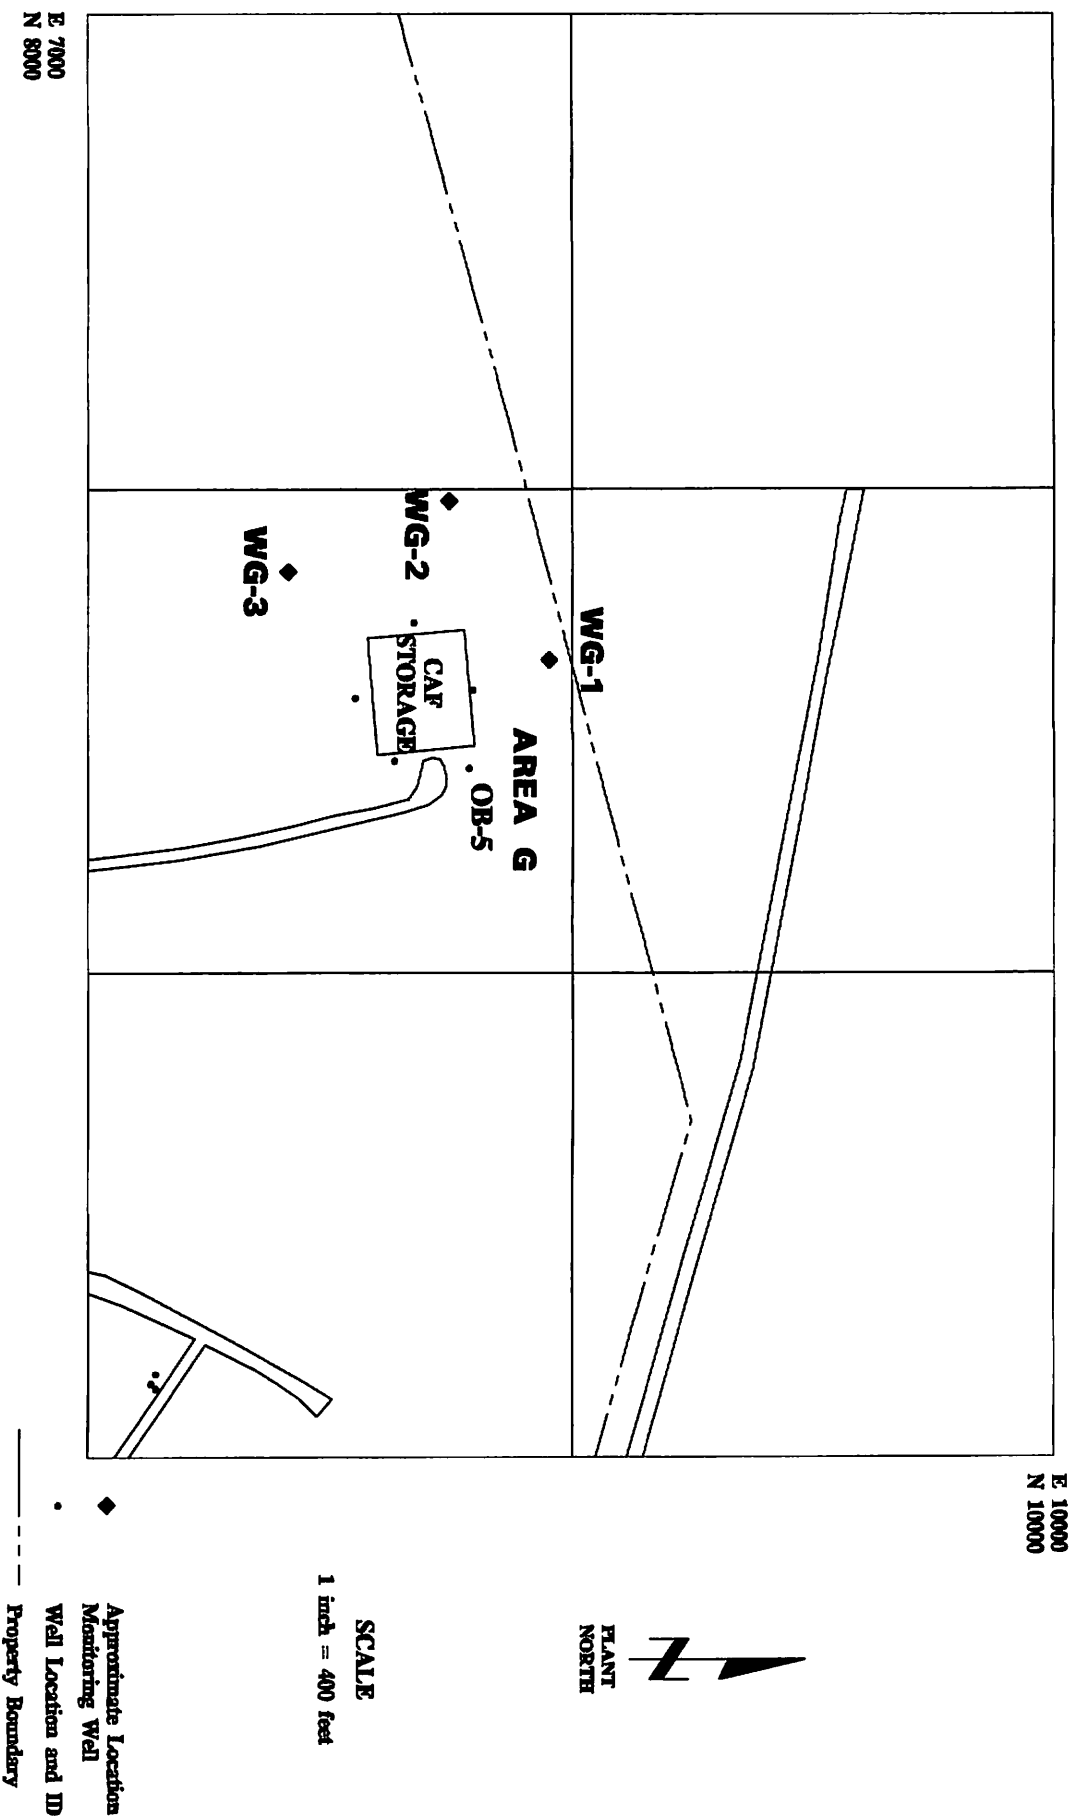 E 7000
N 8000
E 10000
N 10000
WG-1
WG-2
WG-3
AREA G
OB-5
CAF
STORAGE
PLANT
NORTH
SCALE
1 inch = 400 feet
Approximate Location
Monitoring Well
Well Location and ID
Property Boundary